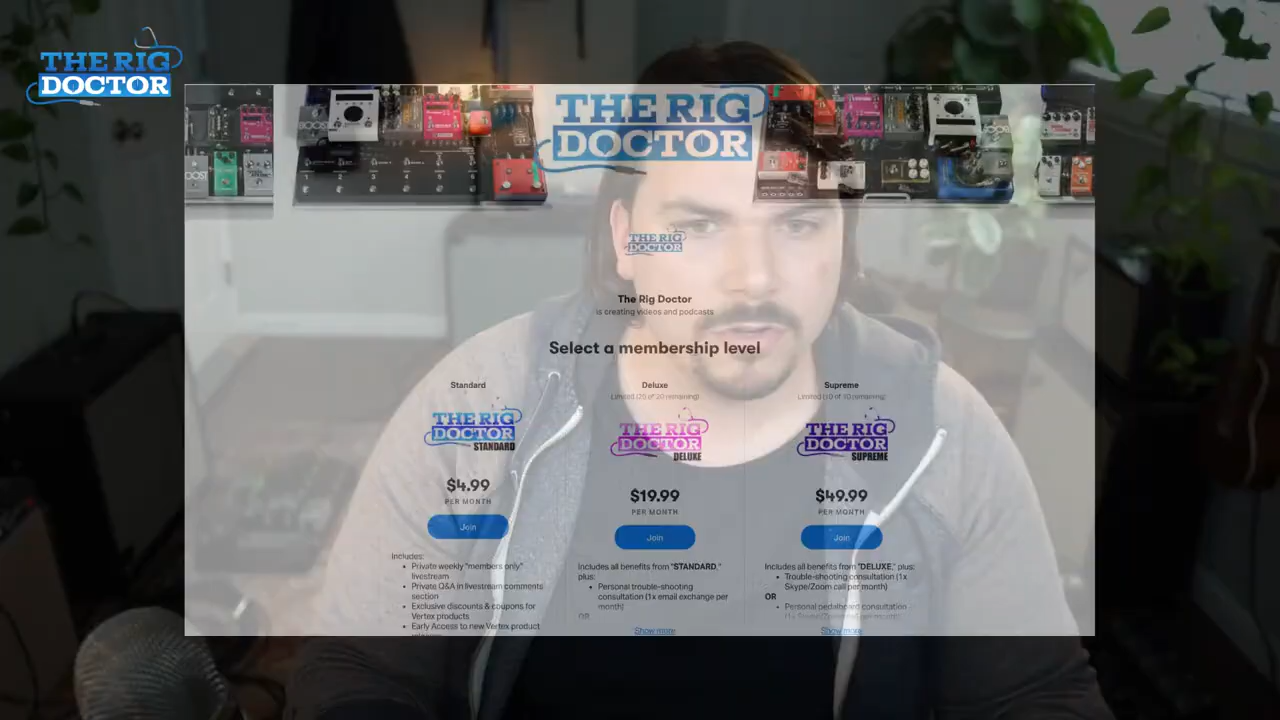 THE RIG
DOCTOR
THE RIG
DOCTOR
THE RIG
DOCTOR
The Rig Doctor
is creating videos and podcasts
Select a membership level
Standard
THE RIG
DOCTOR
STANDARD
$4.99
PER MONTH
Join
Includes:
• Private weekly "members only"
livestream
• Private Q&A in livestream comments
section
• Exclusive discounts & coupons for
Vertex products
• Early Access to new Vertex product
Deluxe
Limited (20 of 20 remaining)
THE RIG
DOCTOR
DELUXE
$19.99
PER MONTH
Join
Includes all benefits from "STANDARD,"
plus:
• Personal trouble-shooting
consultation (1x email exchange per
month)
OR
Show more
Supreme
Limited (10 of 10 remaining)
THE RIG
DOCTOR
SUPREME
$49.99
PER MONTH
Join
Includes all benefits from "DELUXE," plus:
• Trouble-shooting consultation (1x
Skype/Zoom call per month)
OR
• Personal pedalboard consultation
(1x Skype/Zoom call per month)
Show more